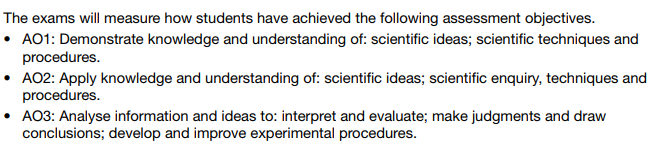 The exams will measure how students have achieved the following assessment objectives.
• AO1: Demonstrate knowledge and understanding of: scientific ideas; scientific techniques and
procedures.
• AO2: Apply knowledge and understanding of: scientific ideas; scientific enquiry, techniques and
procedures.
• AO3: Analyse information and ideas to: interpret and evaluate; make judgments and draw
conclusions; develop and improve experimental procedures.